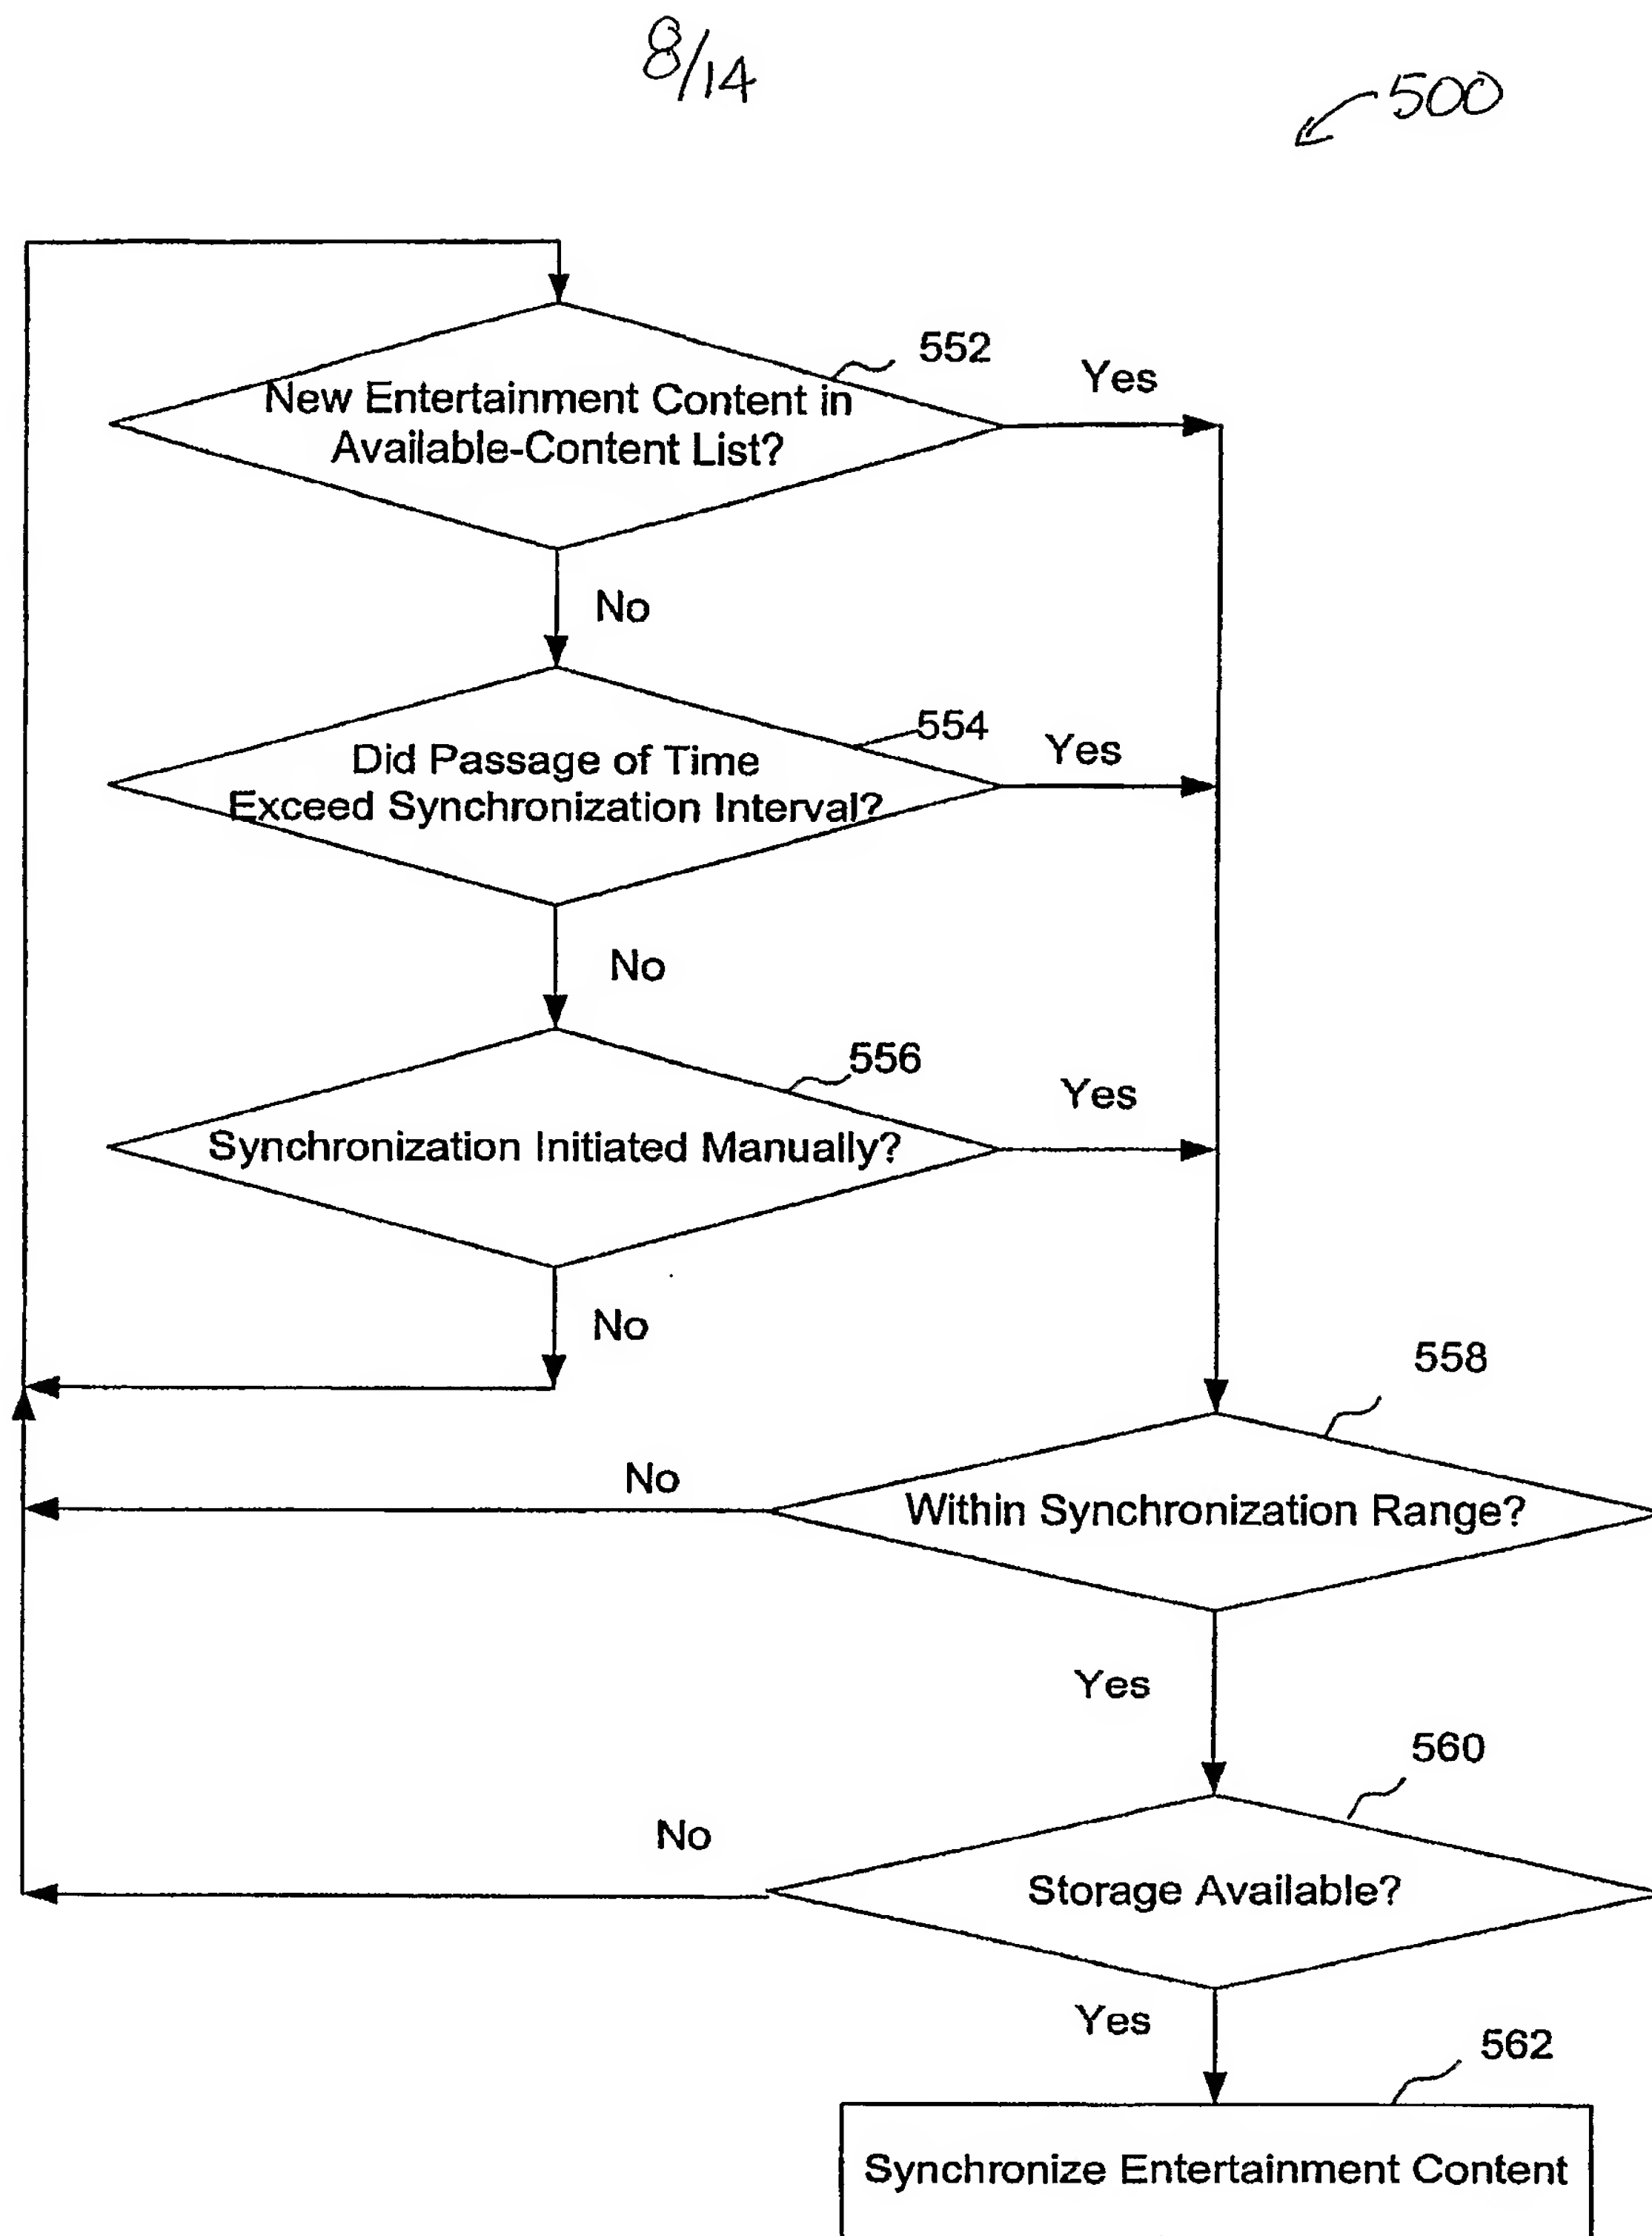 8/14
500
552
New Entertainment Content in
Available-Content List?
Yes
No
554
Did Passage of Time
Exceed Synchronization Interval?
Yes
No
556
Synchronization Initiated Manually?
Yes
No
558
Within Synchronization Range?
No
Yes
560
Storage Available?
No
Yes
562
Synchronize Entertainment Content